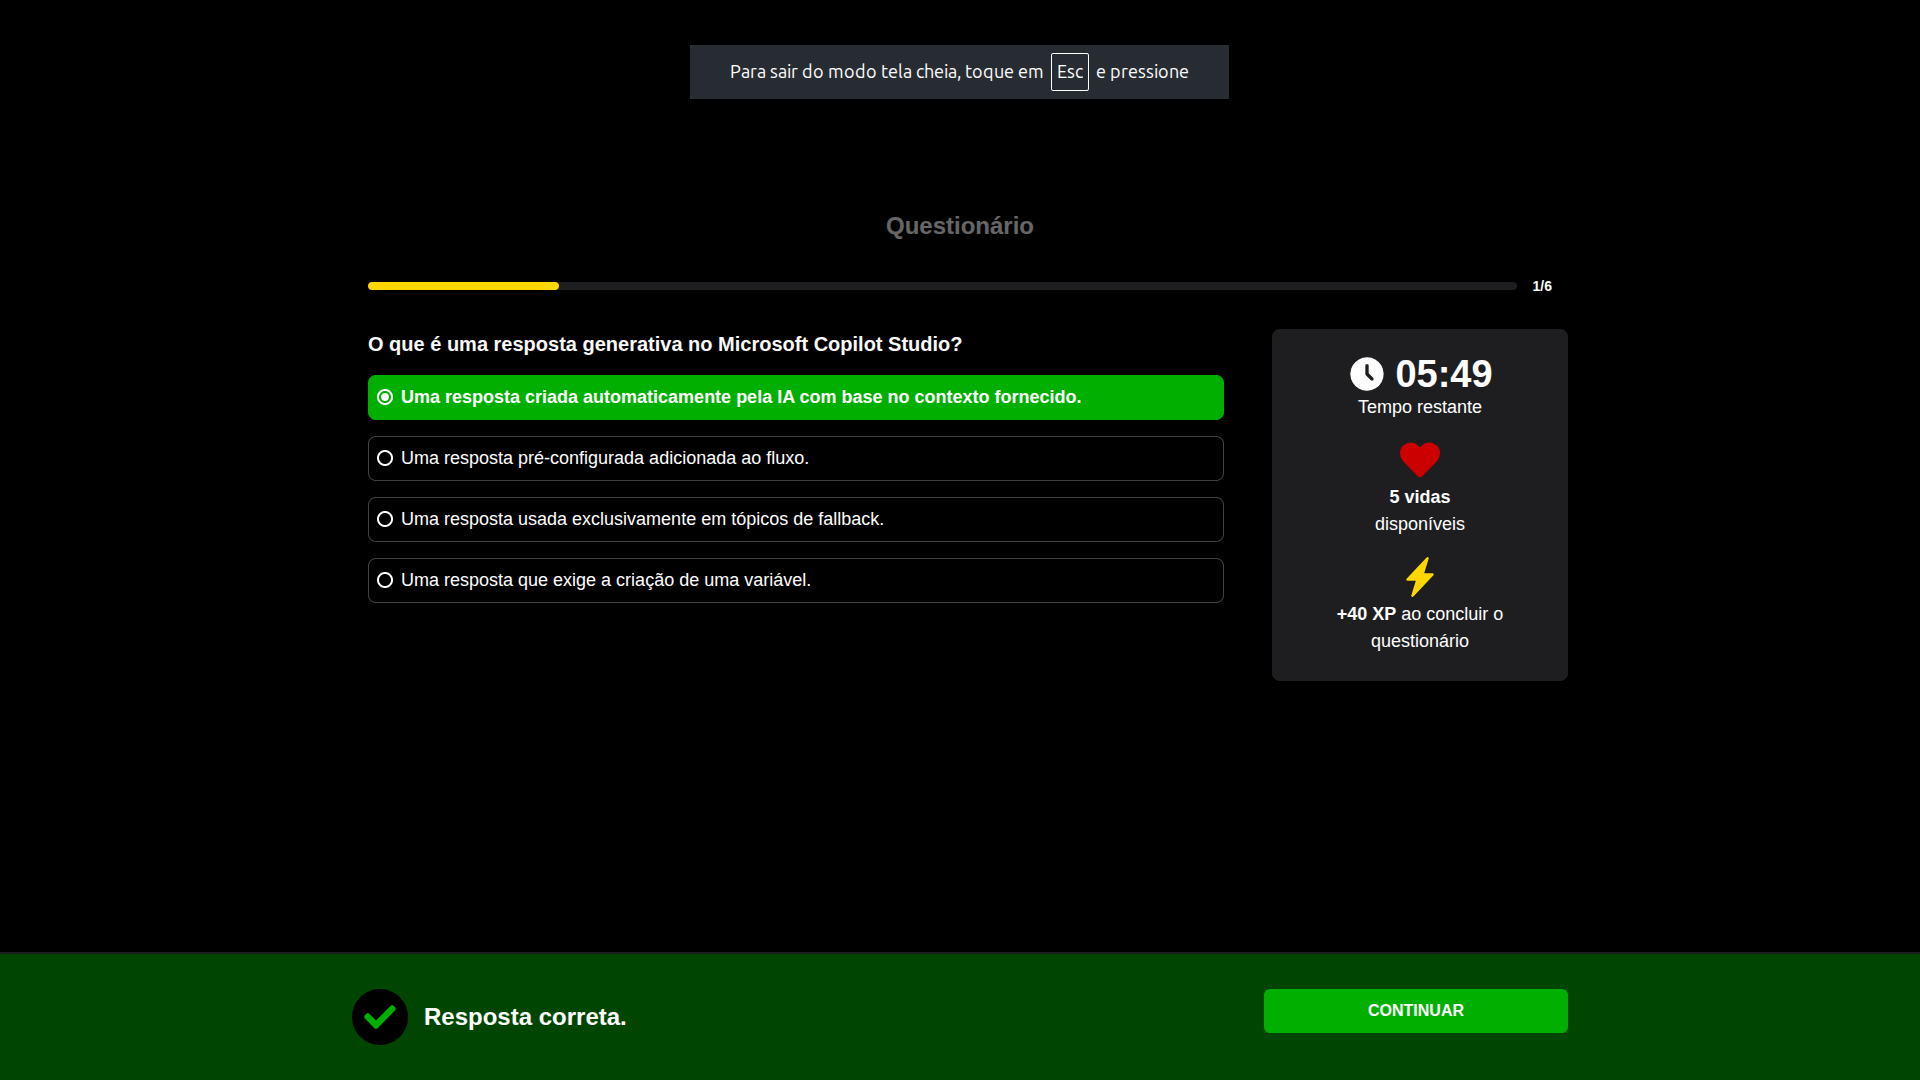 Para sair do modo tela cheia, toque em Esc e pressione
Questionário
1/6
O que é uma resposta generativa no Microsoft Copilot Studio?
Uma resposta criada automaticamente pela IA com base no contexto fornecido.
Uma resposta pré-configurada adicionada ao fluxo.
Uma resposta usada exclusivamente em tópicos de fallback.
Uma resposta que exige a criação de uma variável.
05:49
Tempo restante
5 vidas
disponíveis
+40 XP ao concluir o
questionário
Resposta correta.
CONTINUAR